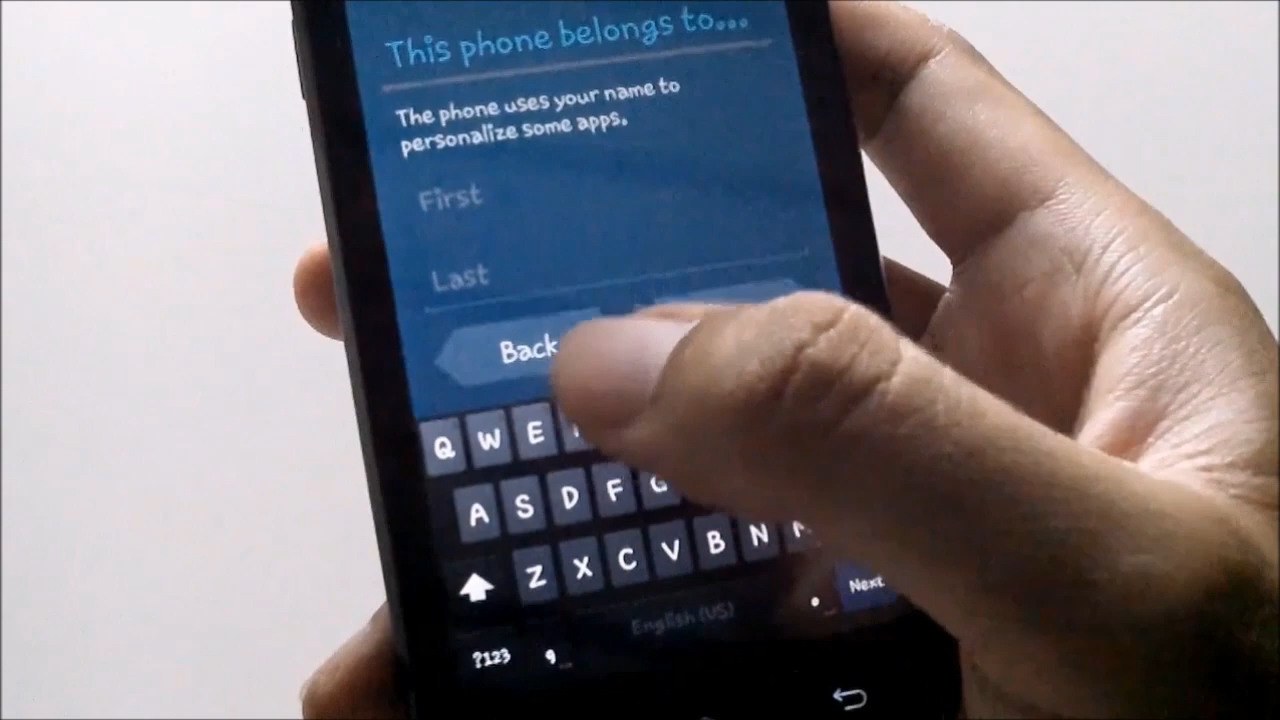 This phone belongs to...
The phone uses your name to
personalize some apps.
First
Last
Back
Q W E
A S D F G
Z X C V B N
English (US)
. Next
?123 ,